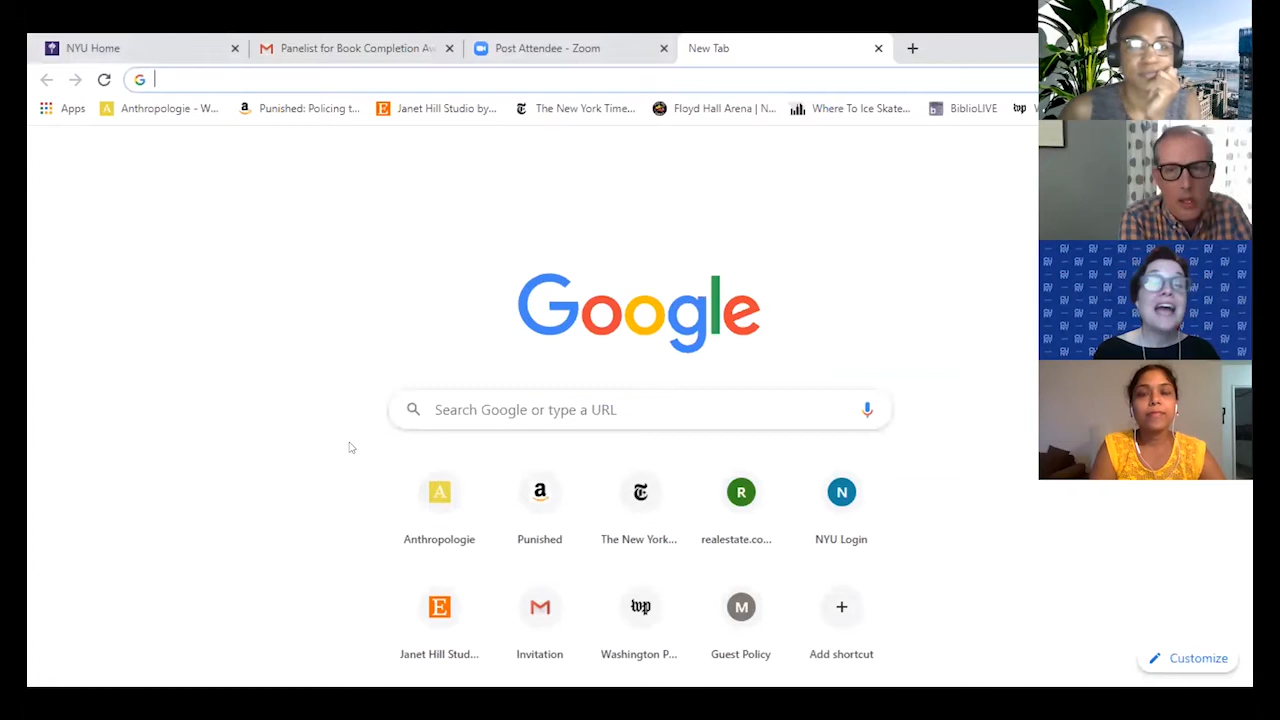 NYU Home
Panelist for Book Completion Aw
Post Attendee - Zoom
New Tab
Apps
Anthropologie - W...
Punished: Policing t...
Janet Hill Studio by...
The New York Time...
Floyd Hall Arena | N...
Where To Ice Skate...
BiblioLIVE
Google
Search Google or type a URL
Anthropologie
Punished
The New York...
realestate.co...
NYU Login
Janet Hill Stud...
Invitation
Washington P...
Guest Policy
Add shortcut
Customize